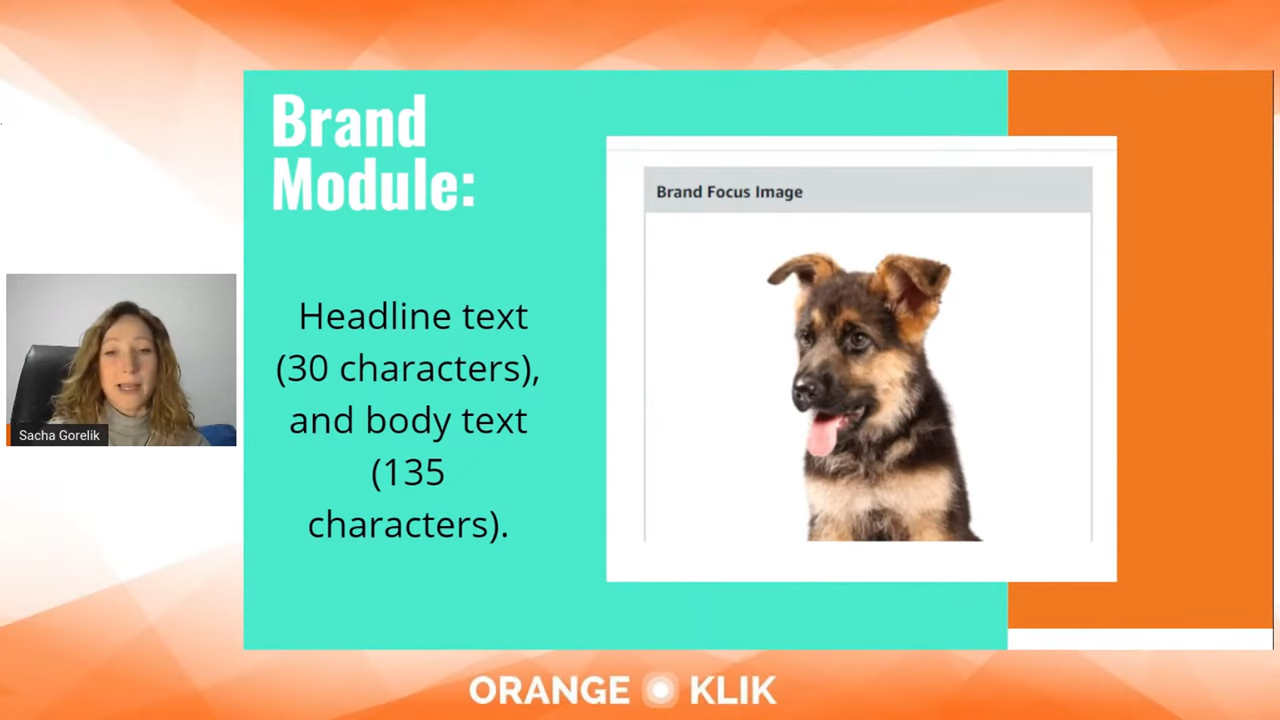 Brand
Module:
Headline text
(30 characters),
and body text
(135
characters).
Brand Focus Image
Sacha Gorelik
ORANGE KLIK